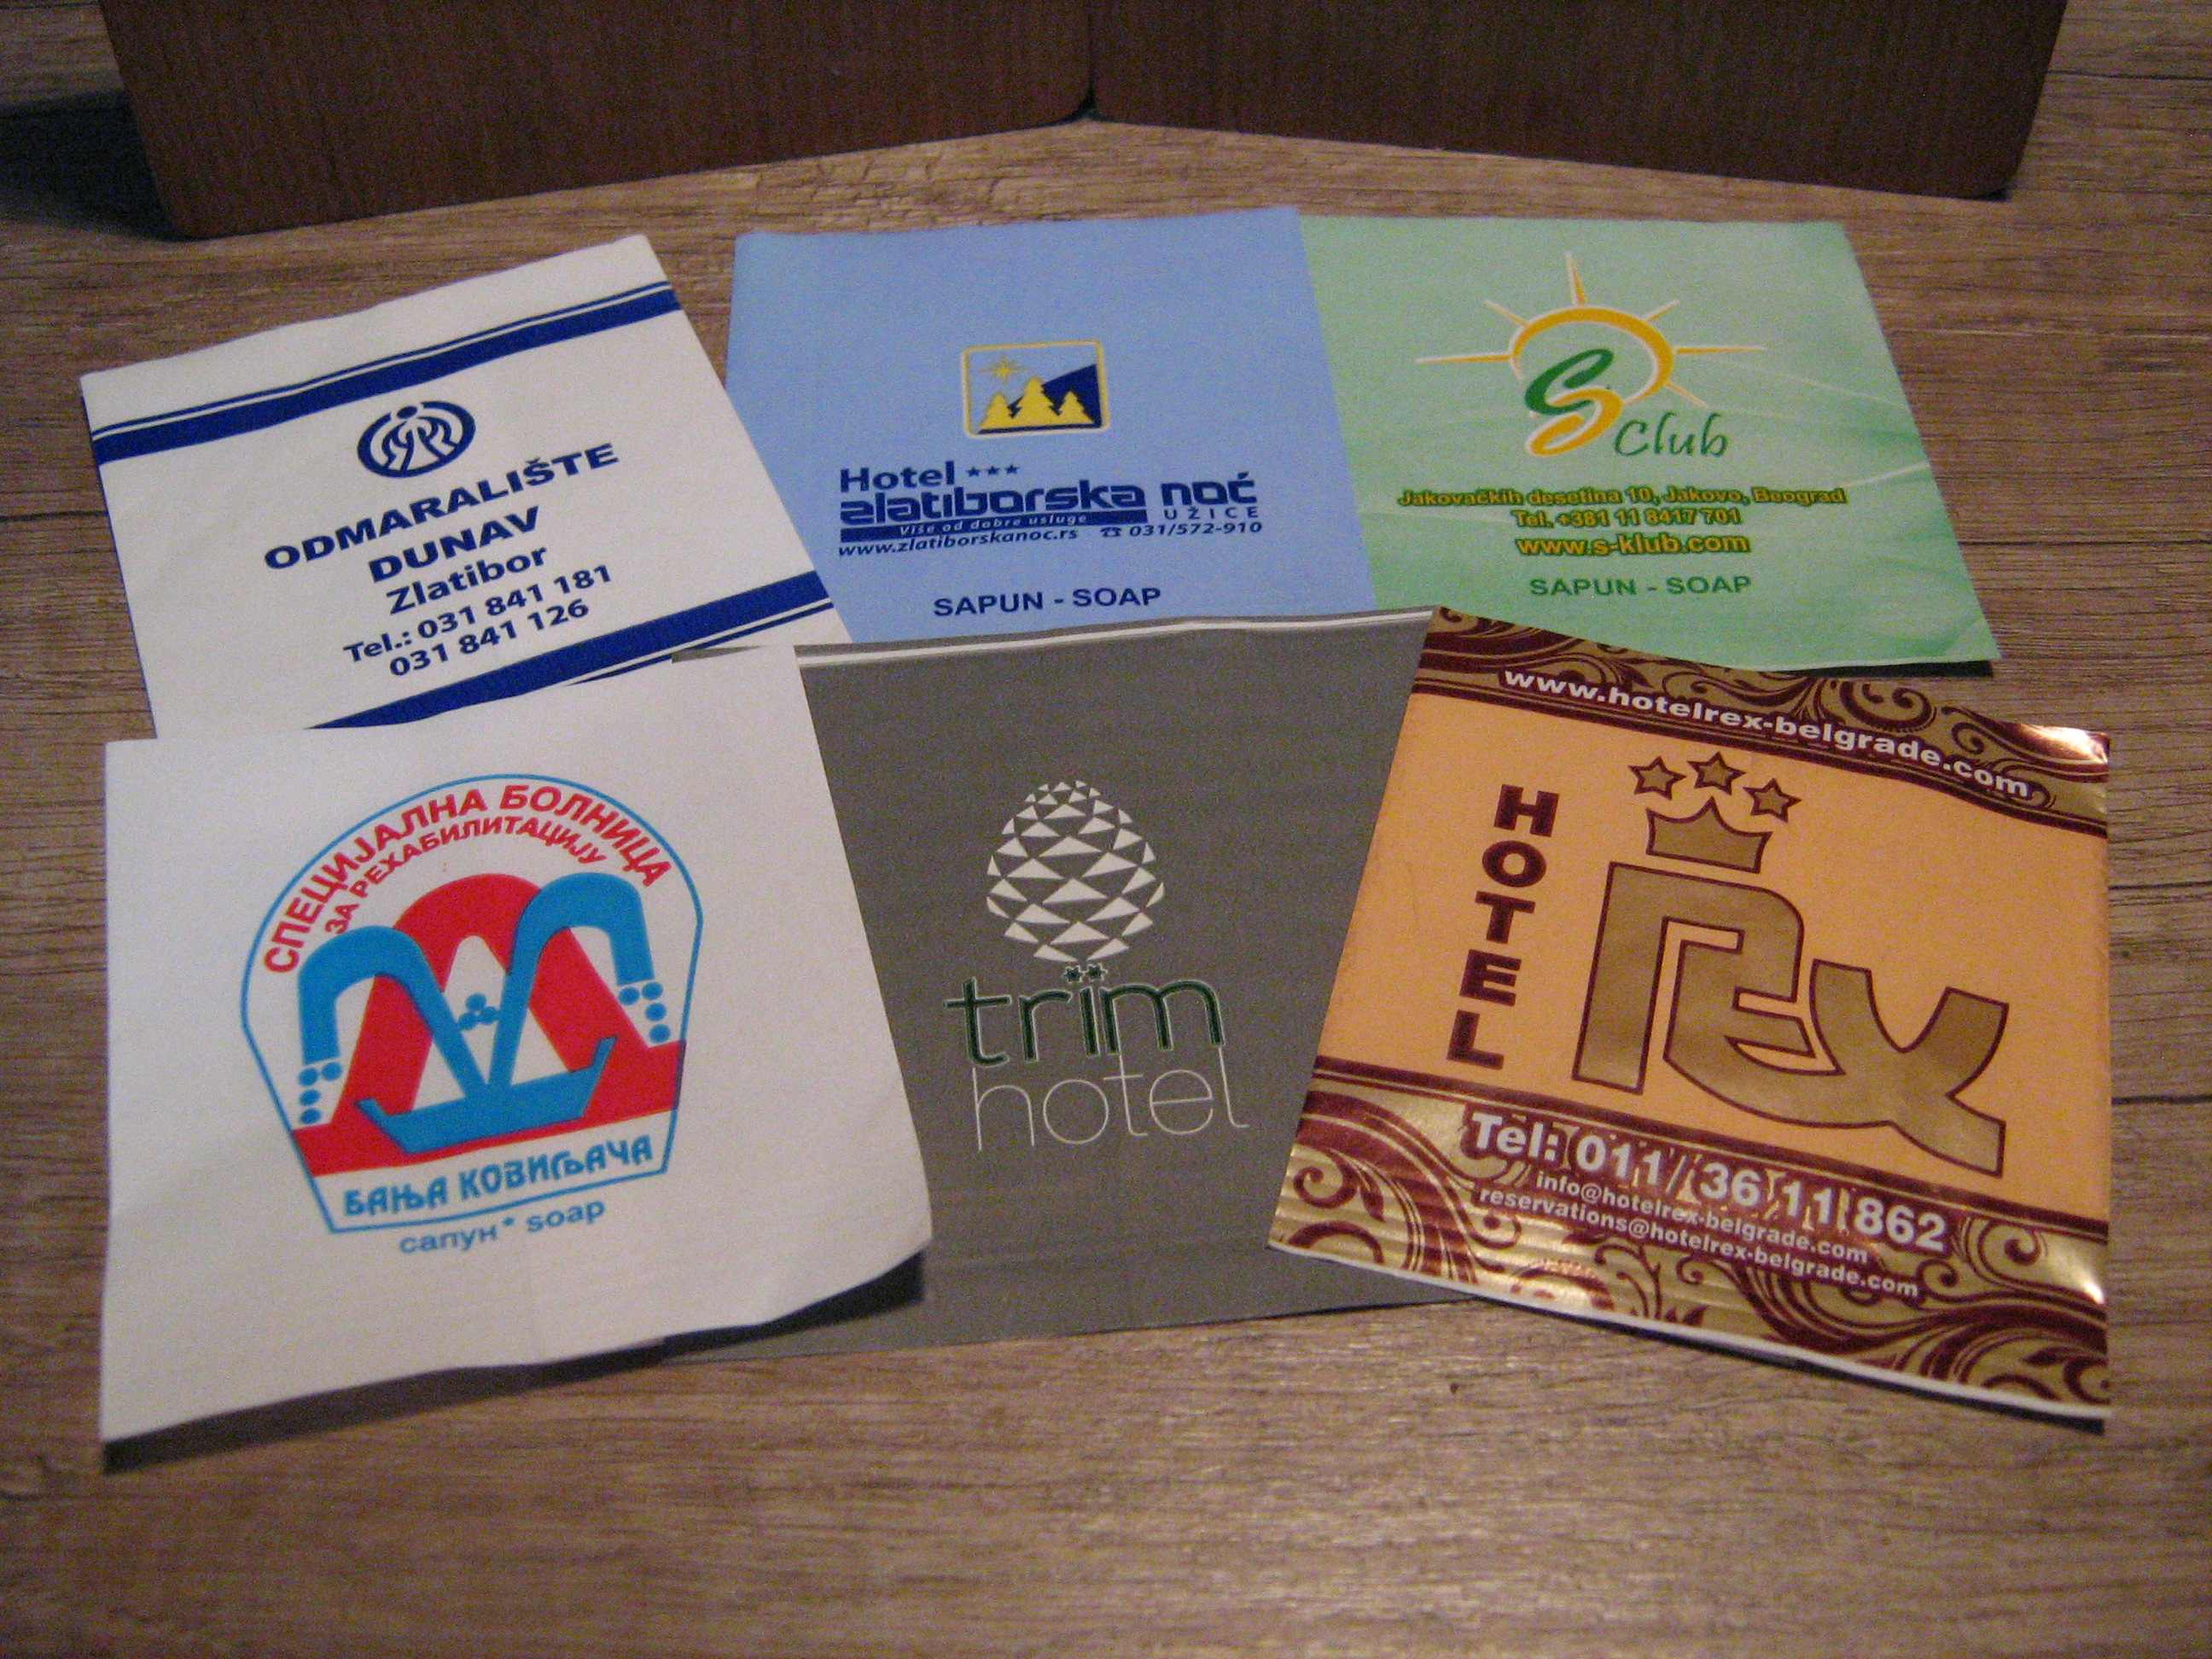 ODMARALIŠTE
DUNAV
Zlatibor
Tel.: 031 841 181
031 841 126
Hotel
zlatiborska noć
UŽICE
Više od dobre usluge
www.zlatiborskanoc.rs 031/572-910
SAPUN - SOAP
S Club
Jakovačkih desetina 10, Jakovo, Beograd
Tel. +381 11 8417 701
www.s-klub.com
SAPUN - SOAP
СПЕЦИЈАЛНА БОЛНИЦА
ЗА РЕХАБИЛИТАЦИЈУ
БАЊА КОВИЉАЧА
сапун* soap
trim
hotel
www.hotelrex-belgrade.com
HOTEL
REX
Tel: 011/ 36 11 862
info@hotelrex-belgrade.com
reservations@hotelrex-belgrade.com